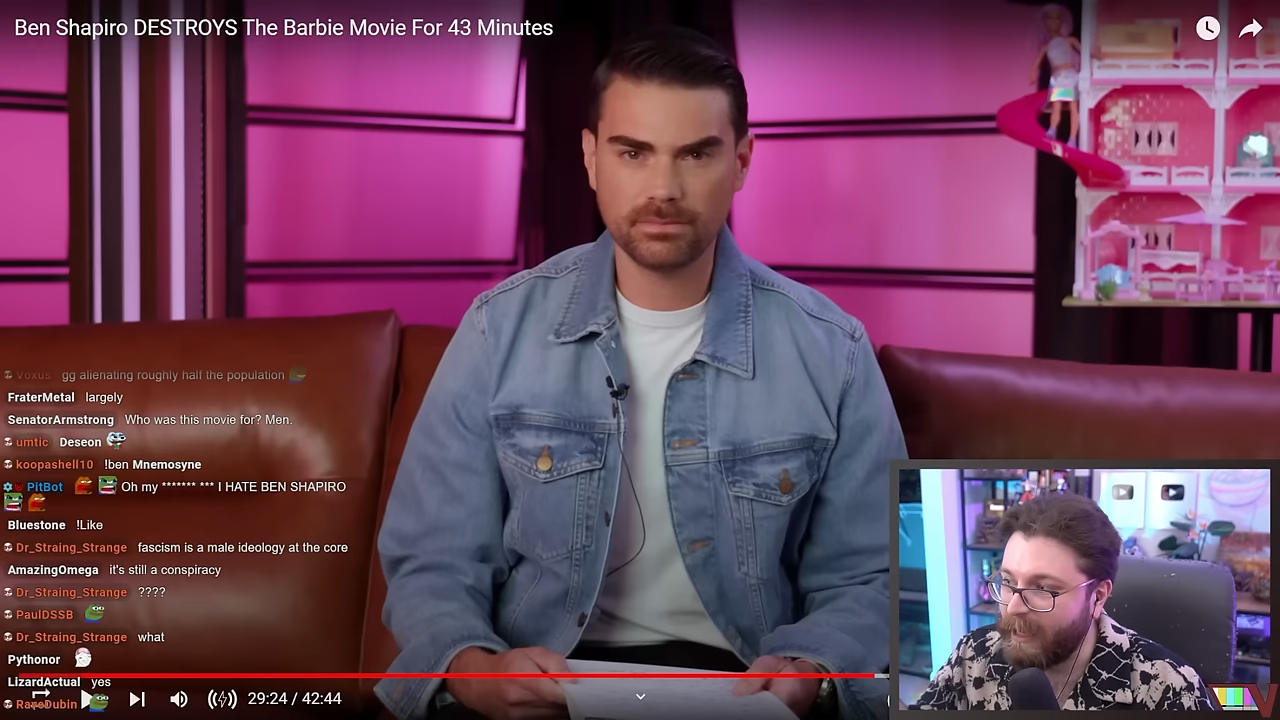 Ben Shapiro DESTROYS The Barbie Movie For 43 Minutes
Voxus gg alienating roughly half the population
FraterMetal largely
SenatorArmstrong Who was this movie for? Men.
umtic Deseon
koopashell10 !ben Mnemosyne
PitBot Oh my ******* *** I HATE BEN SHAPIRO
Bluestone !Like
Dr_Straing_Strange fascism is a male ideology at the core
AmazingOmega it's still a conspiracy
Dr_Straing_Strange ????
PaulDSSB
Dr_Straing_Strange what
Pythonor
LizardActual yes
RaveDubin
29:24 / 42:44